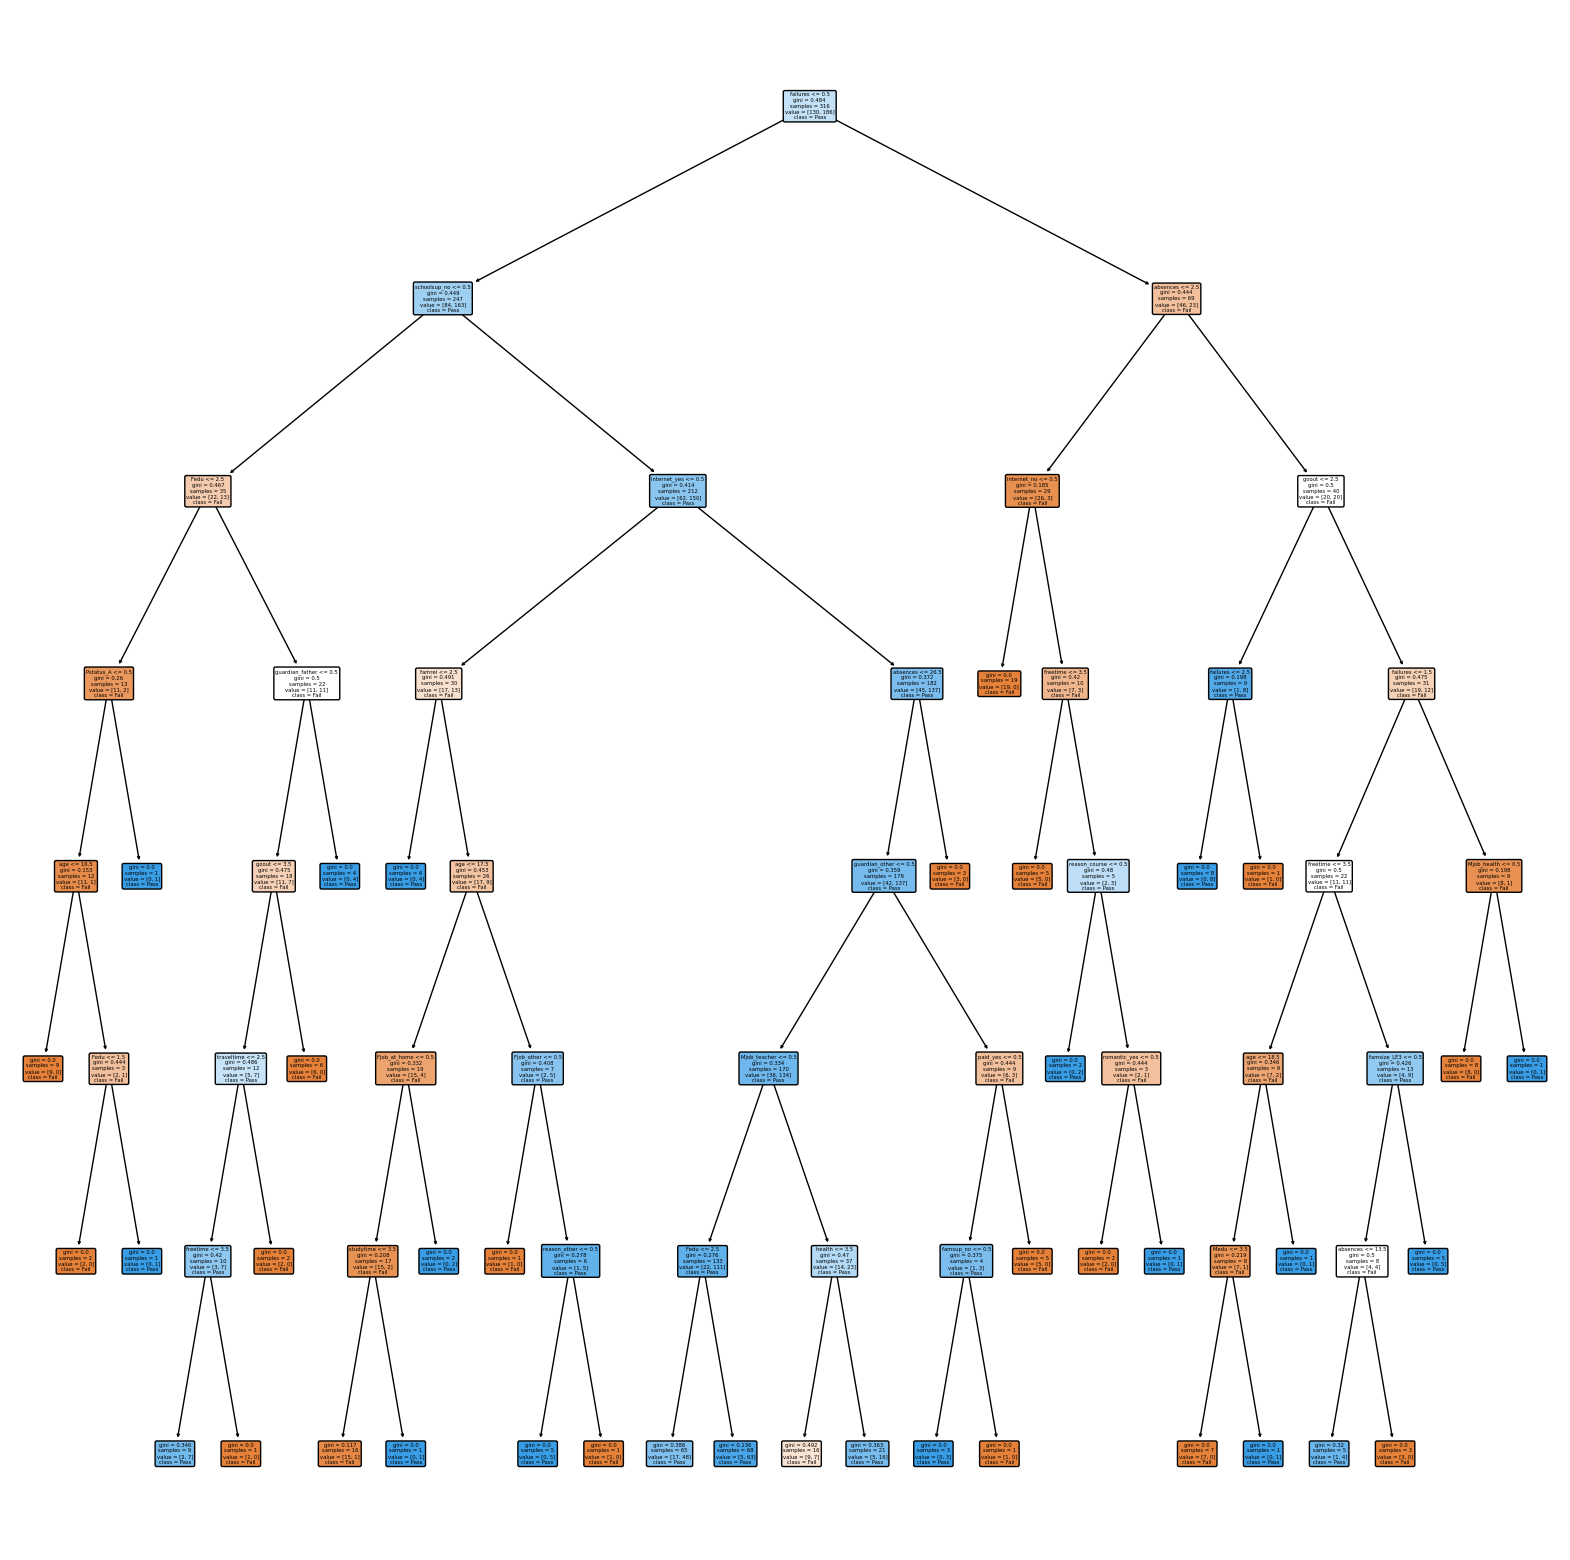 failures <= 0.5
gini = 0.484
samples = 316
value = [130, 186]
class = Pass
schoolsup_no <= 0.5
gini = 0.449
samples = 247
value = [84, 163]
class = Pass
absences <= 2.5
gini = 0.444
samples = 69
value = [46, 23]
class = Fail
Fedu <= 2.5
gini = 0.467
samples = 35
value = [22, 13]
class = Fail
internet_yes <= 0.5
gini = 0.414
samples = 212
value = [62, 150]
class = Pass
internet_no <= 0.5
gini = 0.185
samples = 29
value = [26, 3]
class = Fail
goout <= 2.5
gini = 0.5
samples = 40
value = [20, 20]
class = Fail
Pstatus_A <= 0.5
gini = 0.26
samples = 13
value = [11, 2]
class = Fail
guardian_father <= 0.5
gini = 0.5
samples = 22
value = [11, 11]
class = Fail
famrel <= 2.5
gini = 0.491
samples = 30
value = [17, 13]
class = Fail
absences <= 26.5
gini = 0.372
samples = 182
value = [45, 137]
class = Pass
gini = 0.0
samples = 19
value = [19, 0]
class = Fail
freetime <= 3.5
gini = 0.42
samples = 10
value = [7, 3]
class = Fail
failures <= 2.5
gini = 0.198
samples = 9
value = [1, 8]
class = Pass
failures <= 1.5
gini = 0.475
samples = 31
value = [19, 12]
class = Fail
age <= 16.5
gini = 0.153
samples = 12
value = [11, 1]
class = Fail
gini = 0.0
samples = 1
value = [0, 1]
class = Pass
goout <= 3.5
gini = 0.475
samples = 18
value = [11, 7]
class = Fail
gini = 0.0
samples = 4
value = [0, 4]
class = Pass
gini = 0.0
samples = 4
value = [0, 4]
class = Pass
age <= 17.5
gini = 0.453
samples = 26
value = [17, 9]
class = Fail
guardian_other <= 0.5
gini = 0.359
samples = 179
value = [42, 137]
class = Pass
gini = 0.0
samples = 3
value = [3, 0]
class = Fail
gini = 0.0
samples = 5
value = [5, 0]
class = Fail
reason_course <= 0.5
gini = 0.48
samples = 5
value = [2, 3]
class = Pass
gini = 0.0
samples = 8
value = [0, 8]
class = Pass
gini = 0.0
samples = 1
value = [1, 0]
class = Fail
freetime <= 3.5
gini = 0.5
samples = 22
value = [11, 11]
class = Fail
Mjob_health <= 0.5
gini = 0.198
samples = 9
value = [8, 1]
class = Fail
gini = 0.0
samples = 9
value = [9, 0]
class = Fail
Fedu <= 1.5
gini = 0.444
samples = 3
value = [2, 1]
class = Fail
traveltime <= 2.5
gini = 0.486
samples = 12
value = [5, 7]
class = Pass
gini = 0.0
samples = 6
value = [6, 0]
class = Fail
Fjob_at_home <= 0.5
gini = 0.332
samples = 19
value = [15, 4]
class = Fail
Fjob_other <= 0.5
gini = 0.408
samples = 7
value = [2, 5]
class = Pass
Mjob_teacher <= 0.5
gini = 0.334
samples = 170
value = [36, 134]
class = Pass
paid_yes <= 0.5
gini = 0.444
samples = 9
value = [6, 3]
class = Fail
gini = 0.0
samples = 2
value = [0, 2]
class = Pass
romantic_yes <= 0.5
gini = 0.444
samples = 3
value = [2, 1]
class = Fail
age <= 18.5
gini = 0.346
samples = 9
value = [7, 2]
class = Fail
famsize_LE3 <= 0.5
gini = 0.426
samples = 13
value = [4, 9]
class = Pass
gini = 0.0
samples = 8
value = [8, 0]
class = Fail
gini = 0.0
samples = 1
value = [0, 1]
class = Pass
gini = 0.0
samples = 2
value = [2, 0]
class = Fail
gini = 0.0
samples = 1
value = [0, 1]
class = Pass
freetime <= 3.5
gini = 0.42
samples = 10
value = [3, 7]
class = Pass
gini = 0.0
samples = 2
value = [2, 0]
class = Fail
studytime <= 3.5
gini = 0.208
samples = 17
value = [15, 2]
class = Fail
gini = 0.0
samples = 2
value = [0, 2]
class = Pass
gini = 0.0
samples = 1
value = [1, 0]
class = Fail
reason_other <= 0.5
gini = 0.278
samples = 6
value = [1, 5]
class = Pass
Fedu <= 2.5
gini = 0.276
samples = 133
value = [22, 111]
class = Pass
health <= 3.5
gini = 0.47
samples = 37
value = [14, 23]
class = Pass
famsup_no <= 0.5
gini = 0.375
samples = 4
value = [1, 3]
class = Pass
gini = 0.0
samples = 5
value = [5, 0]
class = Fail
gini = 0.0
samples = 2
value = [2, 0]
class = Fail
gini = 0.0
samples = 1
value = [0, 1]
class = Pass
Medu <= 3.5
gini = 0.219
samples = 8
value = [7, 1]
class = Fail
gini = 0.0
samples = 1
value = [0, 1]
class = Pass
absences <= 13.5
gini = 0.5
samples = 8
value = [4, 4]
class = Fail
gini = 0.0
samples = 5
value = [0, 5]
class = Pass
gini = 0.346
samples = 9
value = [2, 7]
class = Pass
gini = 0.0
samples = 1
value = [1, 0]
class = Fail
gini = 0.117
samples = 16
value = [15, 1]
class = Fail
gini = 0.0
samples = 1
value = [0, 1]
class = Pass
gini = 0.0
samples = 5
value = [0, 5]
class = Pass
gini = 0.0
samples = 1
value = [1, 0]
class = Fail
gini = 0.386
samples = 65
value = [17, 48]
class = Pass
gini = 0.136
samples = 68
value = [5, 63]
class = Pass
gini = 0.492
samples = 16
value = [9, 7]
class = Fail
gini = 0.363
samples = 21
value = [5, 16]
class = Pass
gini = 0.0
samples = 3
value = [0, 3]
class = Pass
gini = 0.0
samples = 1
value = [1, 0]
class = Fail
gini = 0.0
samples = 7
value = [7, 0]
class = Fail
gini = 0.0
samples = 1
value = [0, 1]
class = Pass
gini = 0.32
samples = 5
value = [1, 4]
class = Pass
gini = 0.0
samples = 3
value = [3, 0]
class = Fail